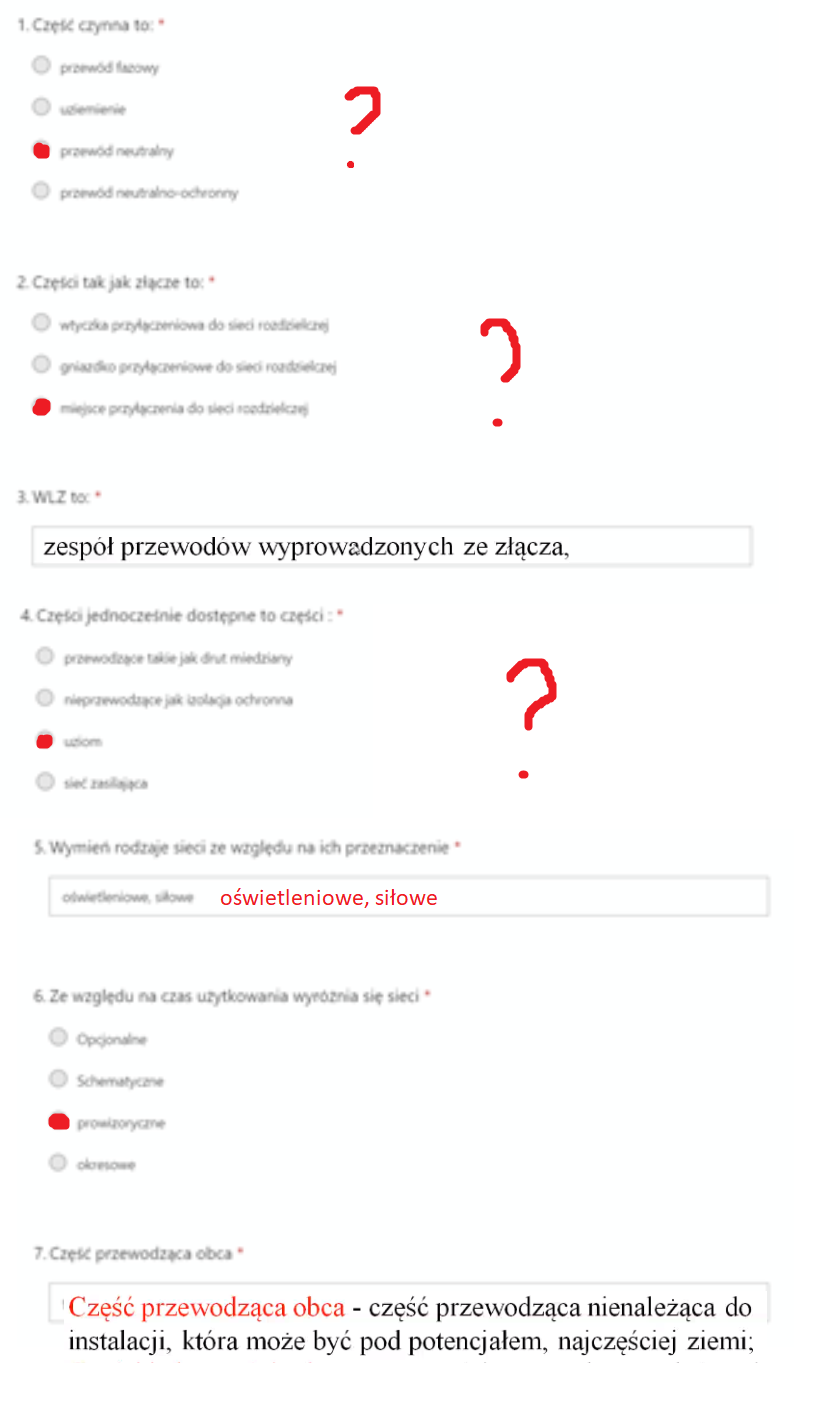 1. Część czynna to: *
przewód fazowy
uziemienie
przewód neutralny
przewód neutralno-ochronny
?
2. Części tak jak złącze to: *
wtyczka przyłączeniowa do sieci rozdzielczej
gniazdko przyłączeniowe do sieci rozdzielczej
miejsce przyłączenia do sieci rozdzielczej
?
3. WLZ to: *
zespół przewodów wyprowadzonych ze złącza,
4. Części jednocześnie dostępne to części : *
przewodzące takie jak drut miedziany
nieprzewodzące jak izolacja ochronna
uziom
sieć zasilająca
?
5. Wymień rodzaje sieci ze względu na ich przeznaczenie *
oświetleniowe, siłowe oświetleniowe, siłowe
6. Ze względu na czas użytkowania wyróżnia się sieci *
Opcjonalne
Schematyczne
prowizoryczne
okresowe
7. Część przewodząca obca *
Część przewodząca obca - część przewodząca nienależąca do
instalacji, która może być pod potencjałem, najczęściej ziemi;